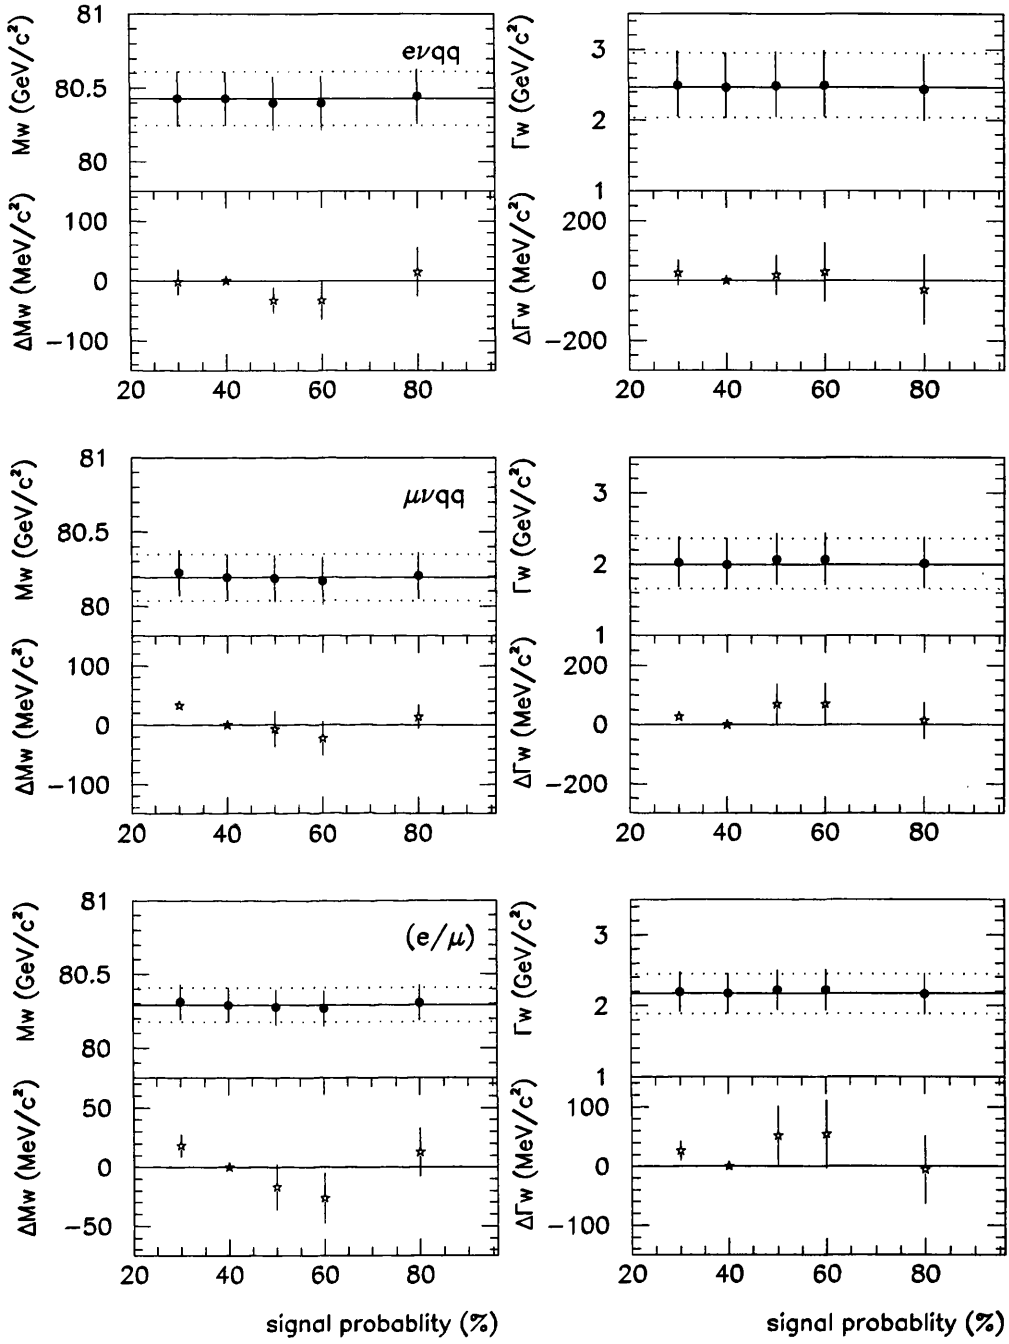 Mw (GeV/c²)
81
80.5
80
eνqq
Γw (GeV/c²)
3
2
1
ΔMw (MeV/c²)
100
0
−100
20 40 60 80
ΔΓw (MeV/c²)
200
0
−200
20 40 60 80
Mw (GeV/c²)
81
80.5
80
μνqq
Γw (GeV/c²)
3
2
1
ΔMw (MeV/c²)
100
0
−100
20 40 60 80
ΔΓw (MeV/c²)
200
0
−200
20 40 60 80
Mw (GeV/c²)
81
80.5
80
(e/μ)
Γw (GeV/c²)
3
2
1
ΔMw (MeV/c²)
50
0
−50
20 40 60 80
signal probablity (%)
ΔΓw (MeV/c²)
100
0
−100
20 40 60 80
signal probablity (%)